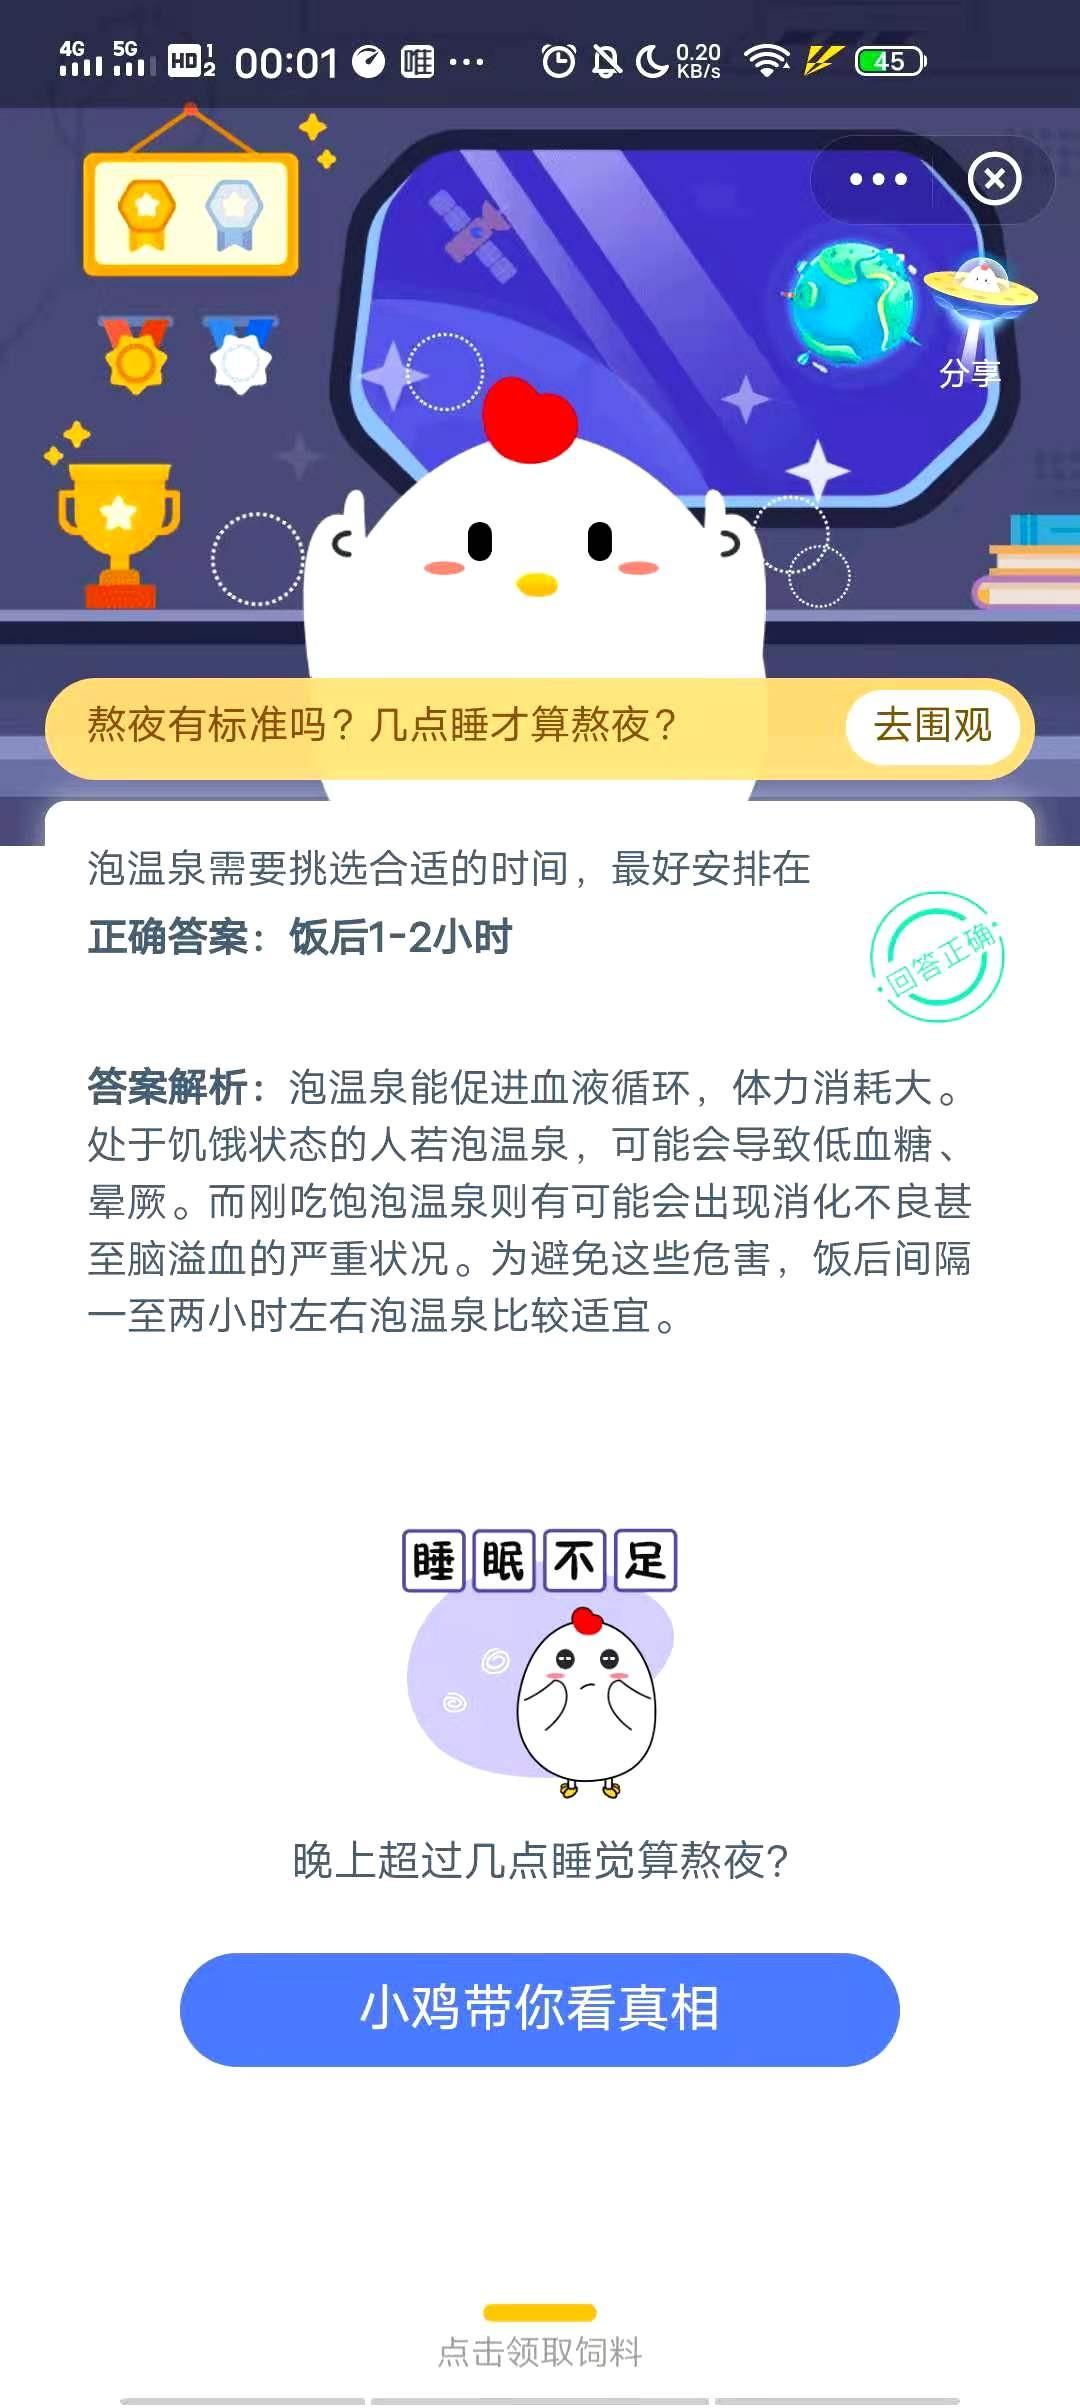 4G 5G HD 1 2 00:01 唯 ... 0.20 KB/s 45
分享
熬夜有标准吗？几点睡才算熬夜？ 去围观
泡温泉需要挑选合适的时间，最好安排在
正确答案：饭后1-2小时
回答正确
答案解析：泡温泉能促进血液循环，体力消耗大。
处于饥饿状态的人若泡温泉，可能会导致低血糖、
晕厥。而刚吃饱泡温泉则有可能会出现消化不良甚
至脑溢血的严重状况。为避免这些危害，饭后间隔
一至两小时左右泡温泉比较适宜。
睡眠不足
晚上超过几点睡觉算熬夜？
小鸡带你看真相
点击领取饲料